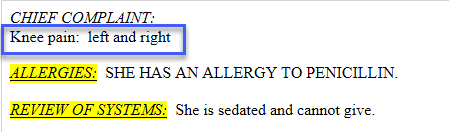 CHIEF COMPLAINT:
Knee pain: left and right
ALLERGIES: SHE HAS AN ALLERGY TO PENICILLIN.
REVIEW OF SYSTEMS: She is sedated and cannot give.